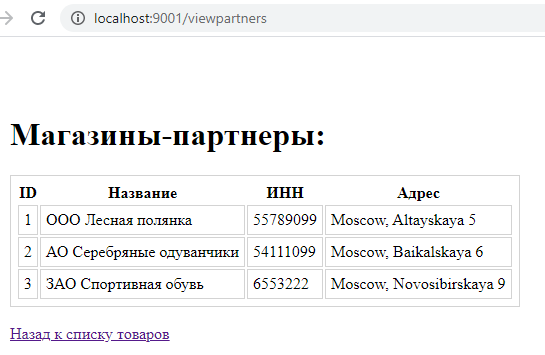 localhost:9001/viewpartners
Магазины-партнеры:
ID Название ИНН Адрес
1 ООО Лесная полянка 55789099 Moscow, Altayskaya 5
2 АО Серебряные одуванчики 54111099 Moscow, Baikalskaya 6
3 ЗАО Спортивная обувь 6553222 Moscow, Novosibirskaya 9
Назад к списку товаров